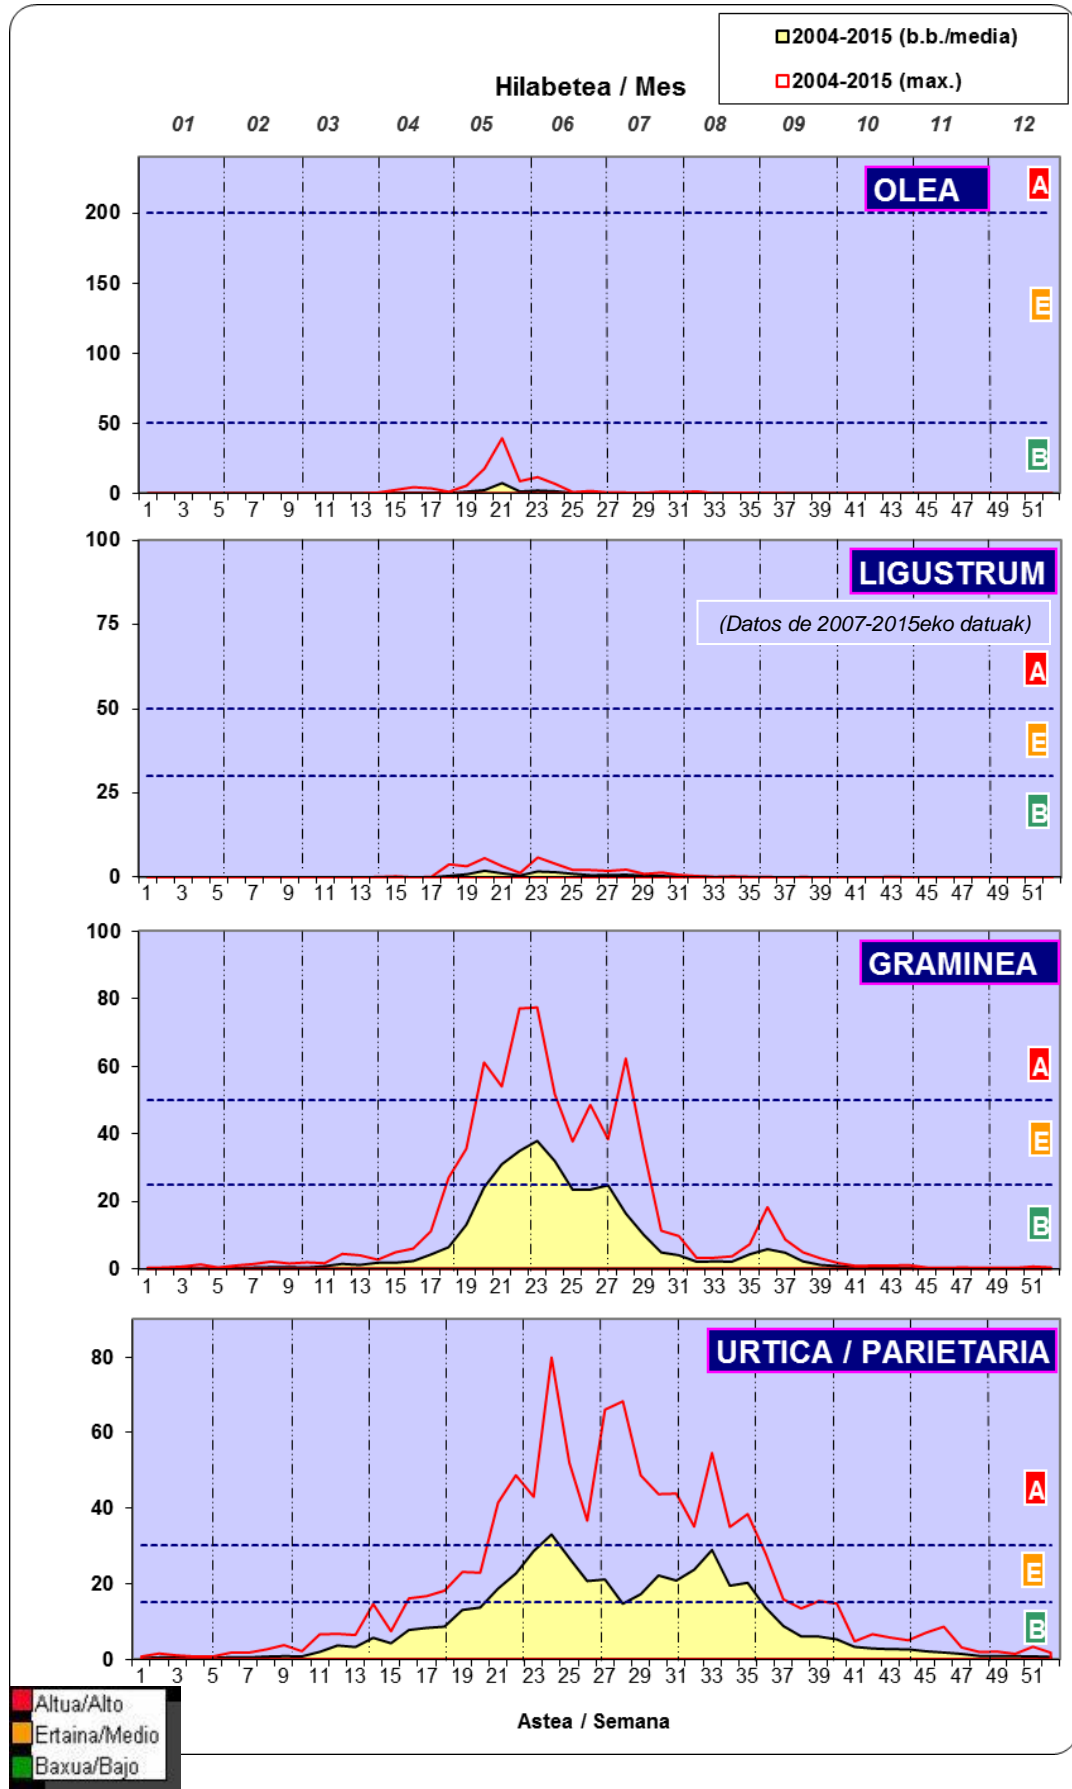 2004-2015 (b.b./media)
2004-2015 (max.)
Hilabetea / Mes
01 02 03 04 05 06 07 08 09 10 11 12
OLEA
A
200
150
E
100
50
B
0
1 3 5 7 9 11 13 15 17 19 21 23 25 27 29 31 33 35 37 39 41 43 45 47 49 51
100
LIGUSTRUM
75
(Datos de 2007-2015eko datuak)
A
50
E
25
B
0
1 3 5 7 9 11 13 15 17 19 21 23 25 27 29 31 33 35 37 39 41 43 45 47 49 51
100
GRAMINEA
80
60
A
40
E
20
B
0
1 3 5 7 9 11 13 15 17 19 21 23 25 27 29 31 33 35 37 39 41 43 45 47 49 51
URTICA / PARIETARIA
80
60
A
40
20
E
B
0
1 3 5 7 9 11 13 15 17 19 21 23 25 27 29 31 33 35 37 39 41 43 45 47 49 51
Altua/Alto
Ertaina/Medio
Baxua/Bajo
Astea / Semana